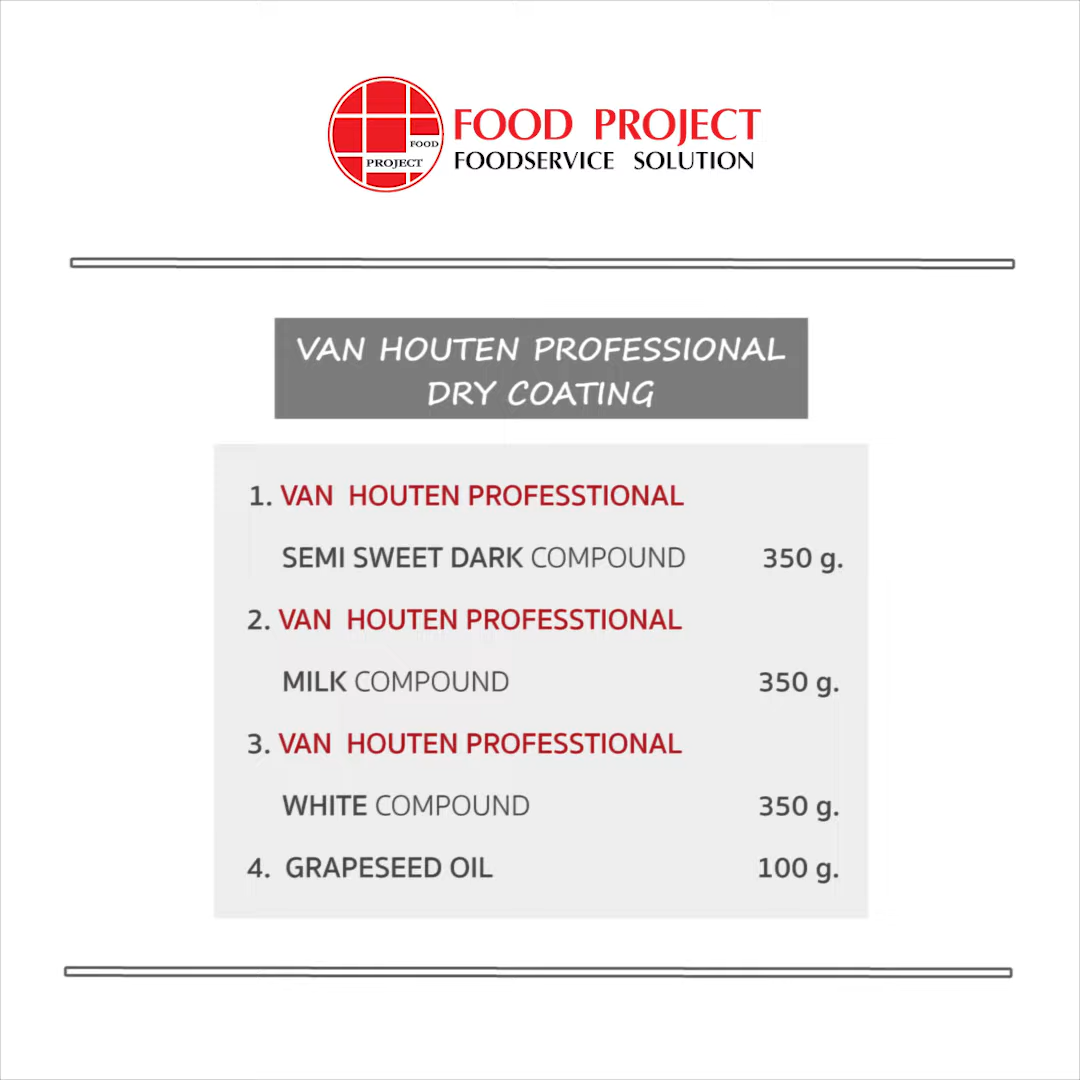 FOOD
PROJECT
FOOD PROJECT
FOODSERVICE SOLUTION
VAN HOUTEN PROFESSIONAL
DRY COATING
1. VAN HOUTEN PROFESSTIONAL
SEMI SWEET DARK COMPOUND 350 g.
2. VAN HOUTEN PROFESSTIONAL
MILK COMPOUND 350 g.
3. VAN HOUTEN PROFESSTIONAL
WHITE COMPOUND 350 g.
4. GRAPESEED OIL 100 g.